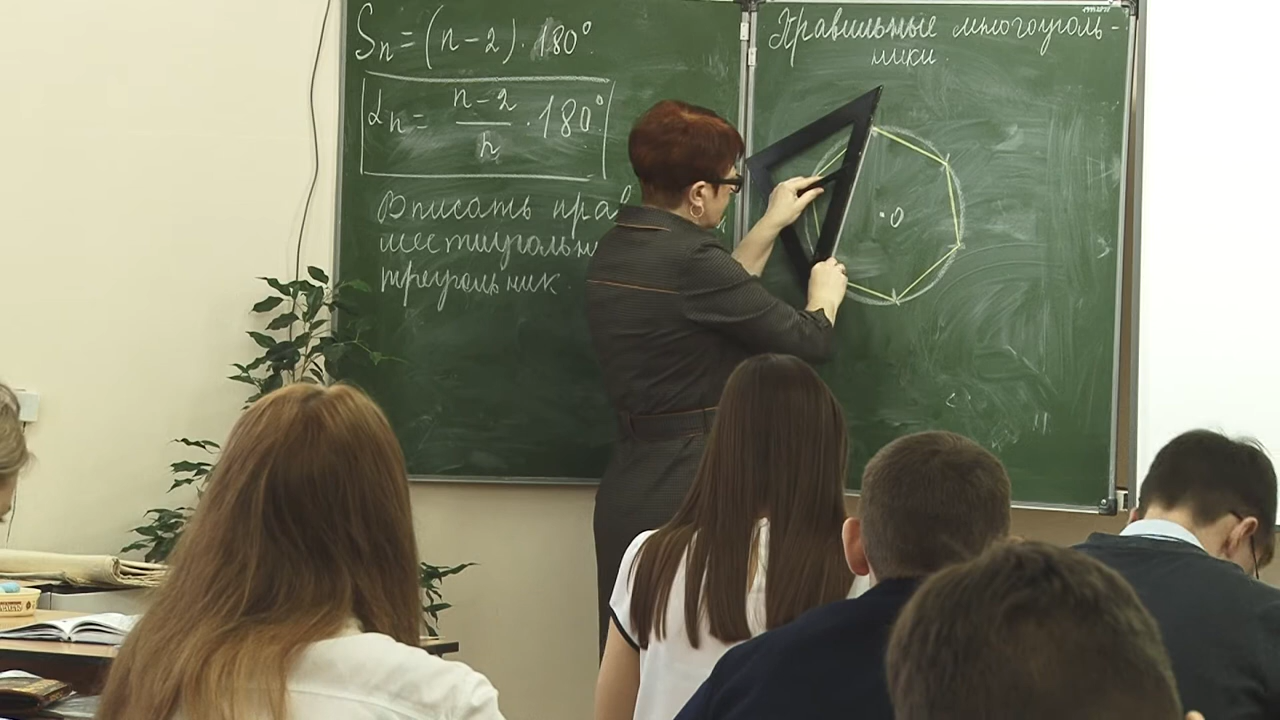 Sₙ = (n-2)·180°
αₙ = n-2/n · 180°
Вписать прав
шестиугольн
треугольник.
Правильные многоуголь-
ники.
·O